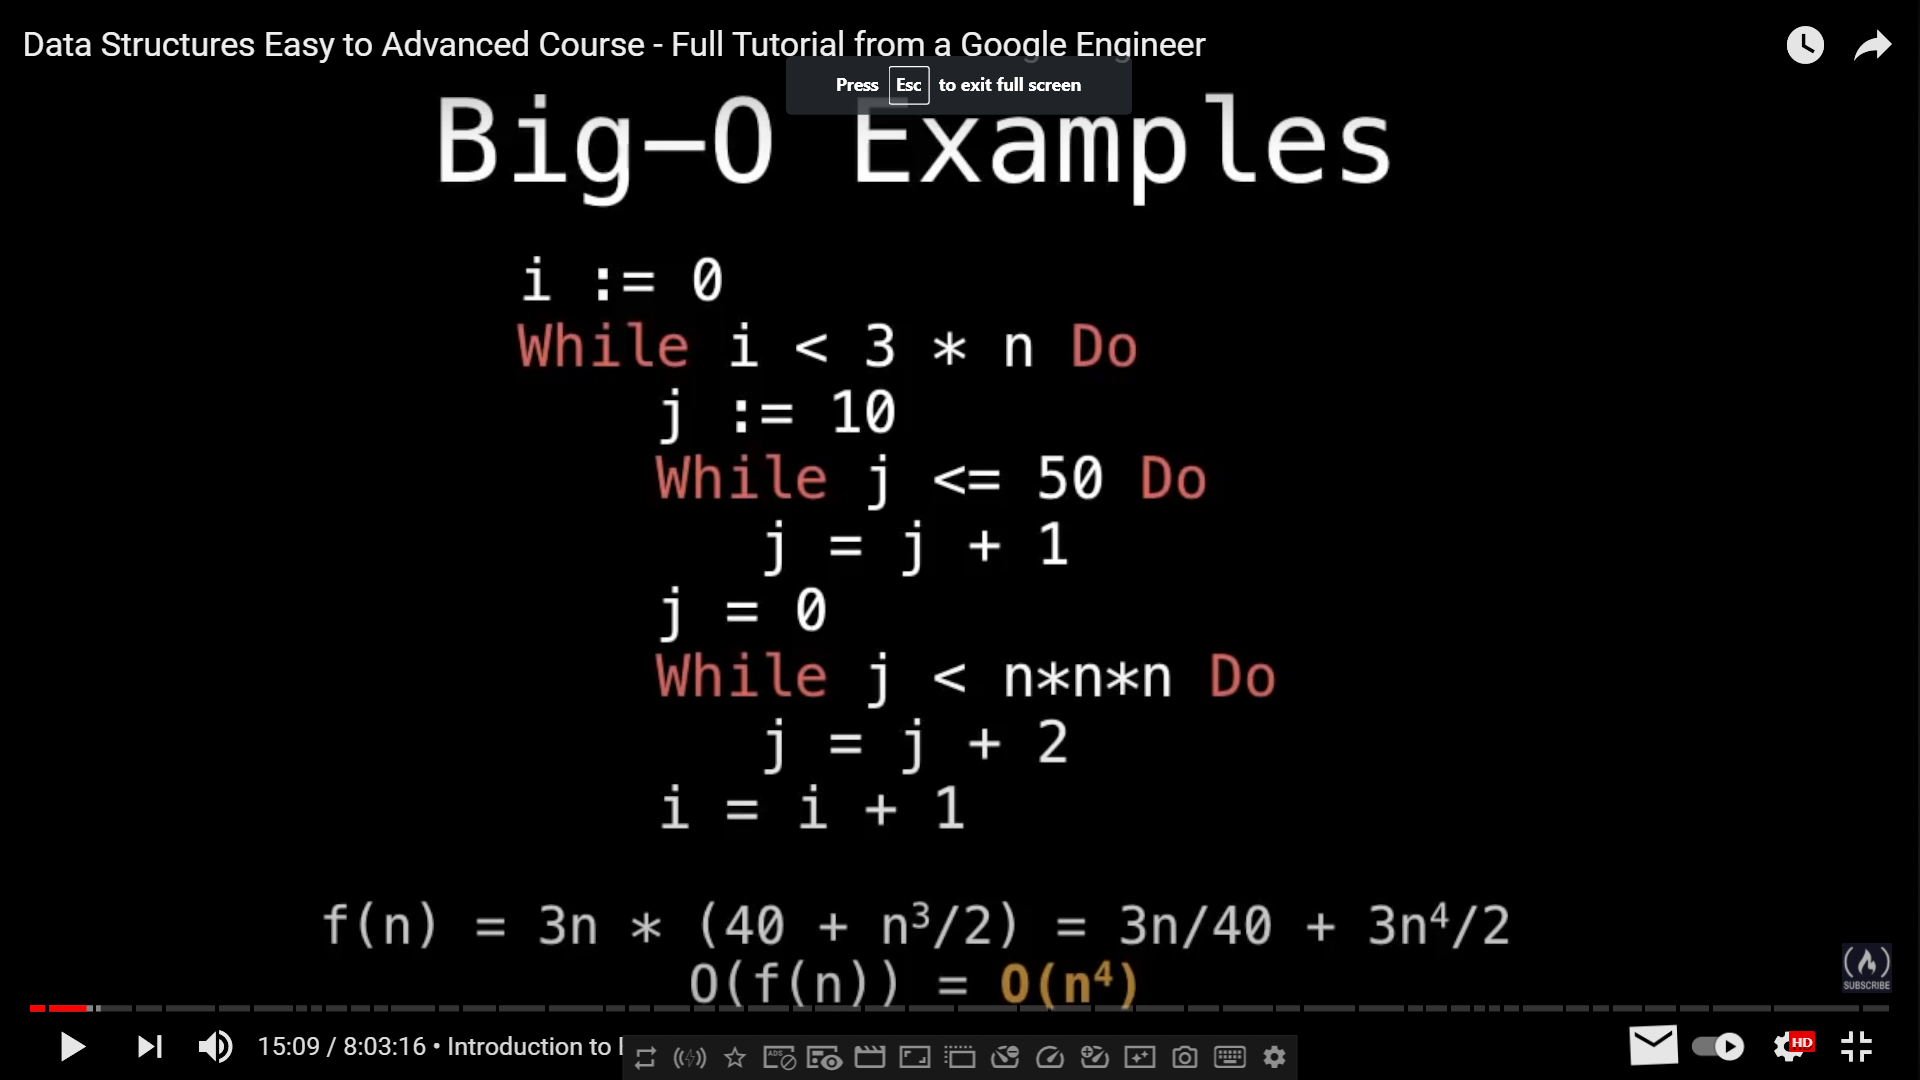 Data Structures Easy to Advanced Course - Full Tutorial from a Google Engineer
Press Esc to exit full screen
Big-O Examples
i := 0
While i < 3 * n Do
j := 10
While j <= 50 Do
j = j + 1
j = 0
While j < n*n*n Do
j = j + 2
i = i + 1
f(n) = 3n * (40 + n³/2) = 3n/40 + 3n⁴/2
O(f(n)) = O(n⁴)
SUBSCRIBE
15:09 / 8:03:16 • Introduction to
ADS
HD